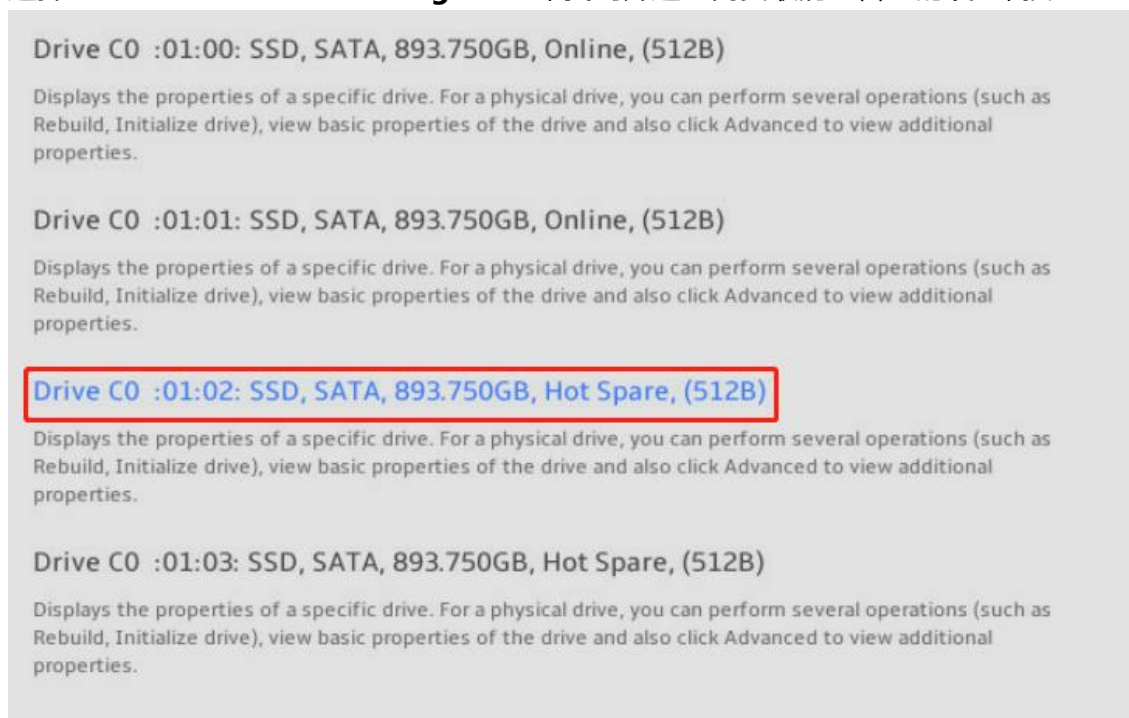 Drive C0 :01:00: SSD, SATA, 893.750GB, Online, (512B)
Displays the properties of a specific drive. For a physical drive, you can perform several operations (such as
Rebuild, Initialize drive), view basic properties of the drive and also click Advanced to view additional
properties.
Drive C0 :01:01: SSD, SATA, 893.750GB, Online, (512B)
Displays the properties of a specific drive. For a physical drive, you can perform several operations (such as
Rebuild, Initialize drive), view basic properties of the drive and also click Advanced to view additional
properties.
Drive C0 :01:02: SSD, SATA, 893.750GB, Hot Spare, (512B)
Displays the properties of a specific drive. For a physical drive, you can perform several operations (such as
Rebuild, Initialize drive), view basic properties of the drive and also click Advanced to view additional
properties.
Drive C0 :01:03: SSD, SATA, 893.750GB, Hot Spare, (512B)
Displays the properties of a specific drive. For a physical drive, you can perform several operations (such as
Rebuild, Initialize drive), view basic properties of the drive and also click Advanced to view additional
properties.